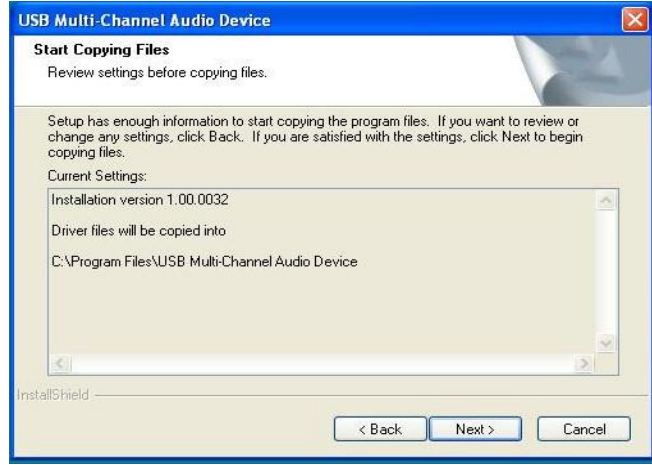 USB Multi-Channel Audio Device
Start Copying Files
Review settings before copying files.
Setup has enough information to start copying the program files. If you want to review or
change any settings, click Back. If you are satisfied with the settings, click Next to begin
copying files.
Current Settings:
Installation version 1.00.0032
Driver files will be copied into
C:\Program Files\USB Multi-Channel Audio Device
InstallShield
< Back
Next >
Cancel